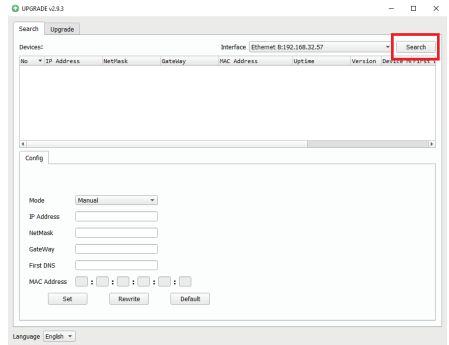 UPGRADE v2.9.3
Search Upgrade
Devices: Interface Ethernet 8:192.168.32.57 Search
No IP Address NetMask GateWay MAC Address Uptime Version Device N First
Config
Mode Manual
IP Address
NetMask
GateWay
First DNS
MAC Address : : : : :
Set Rewrite Default
Language English